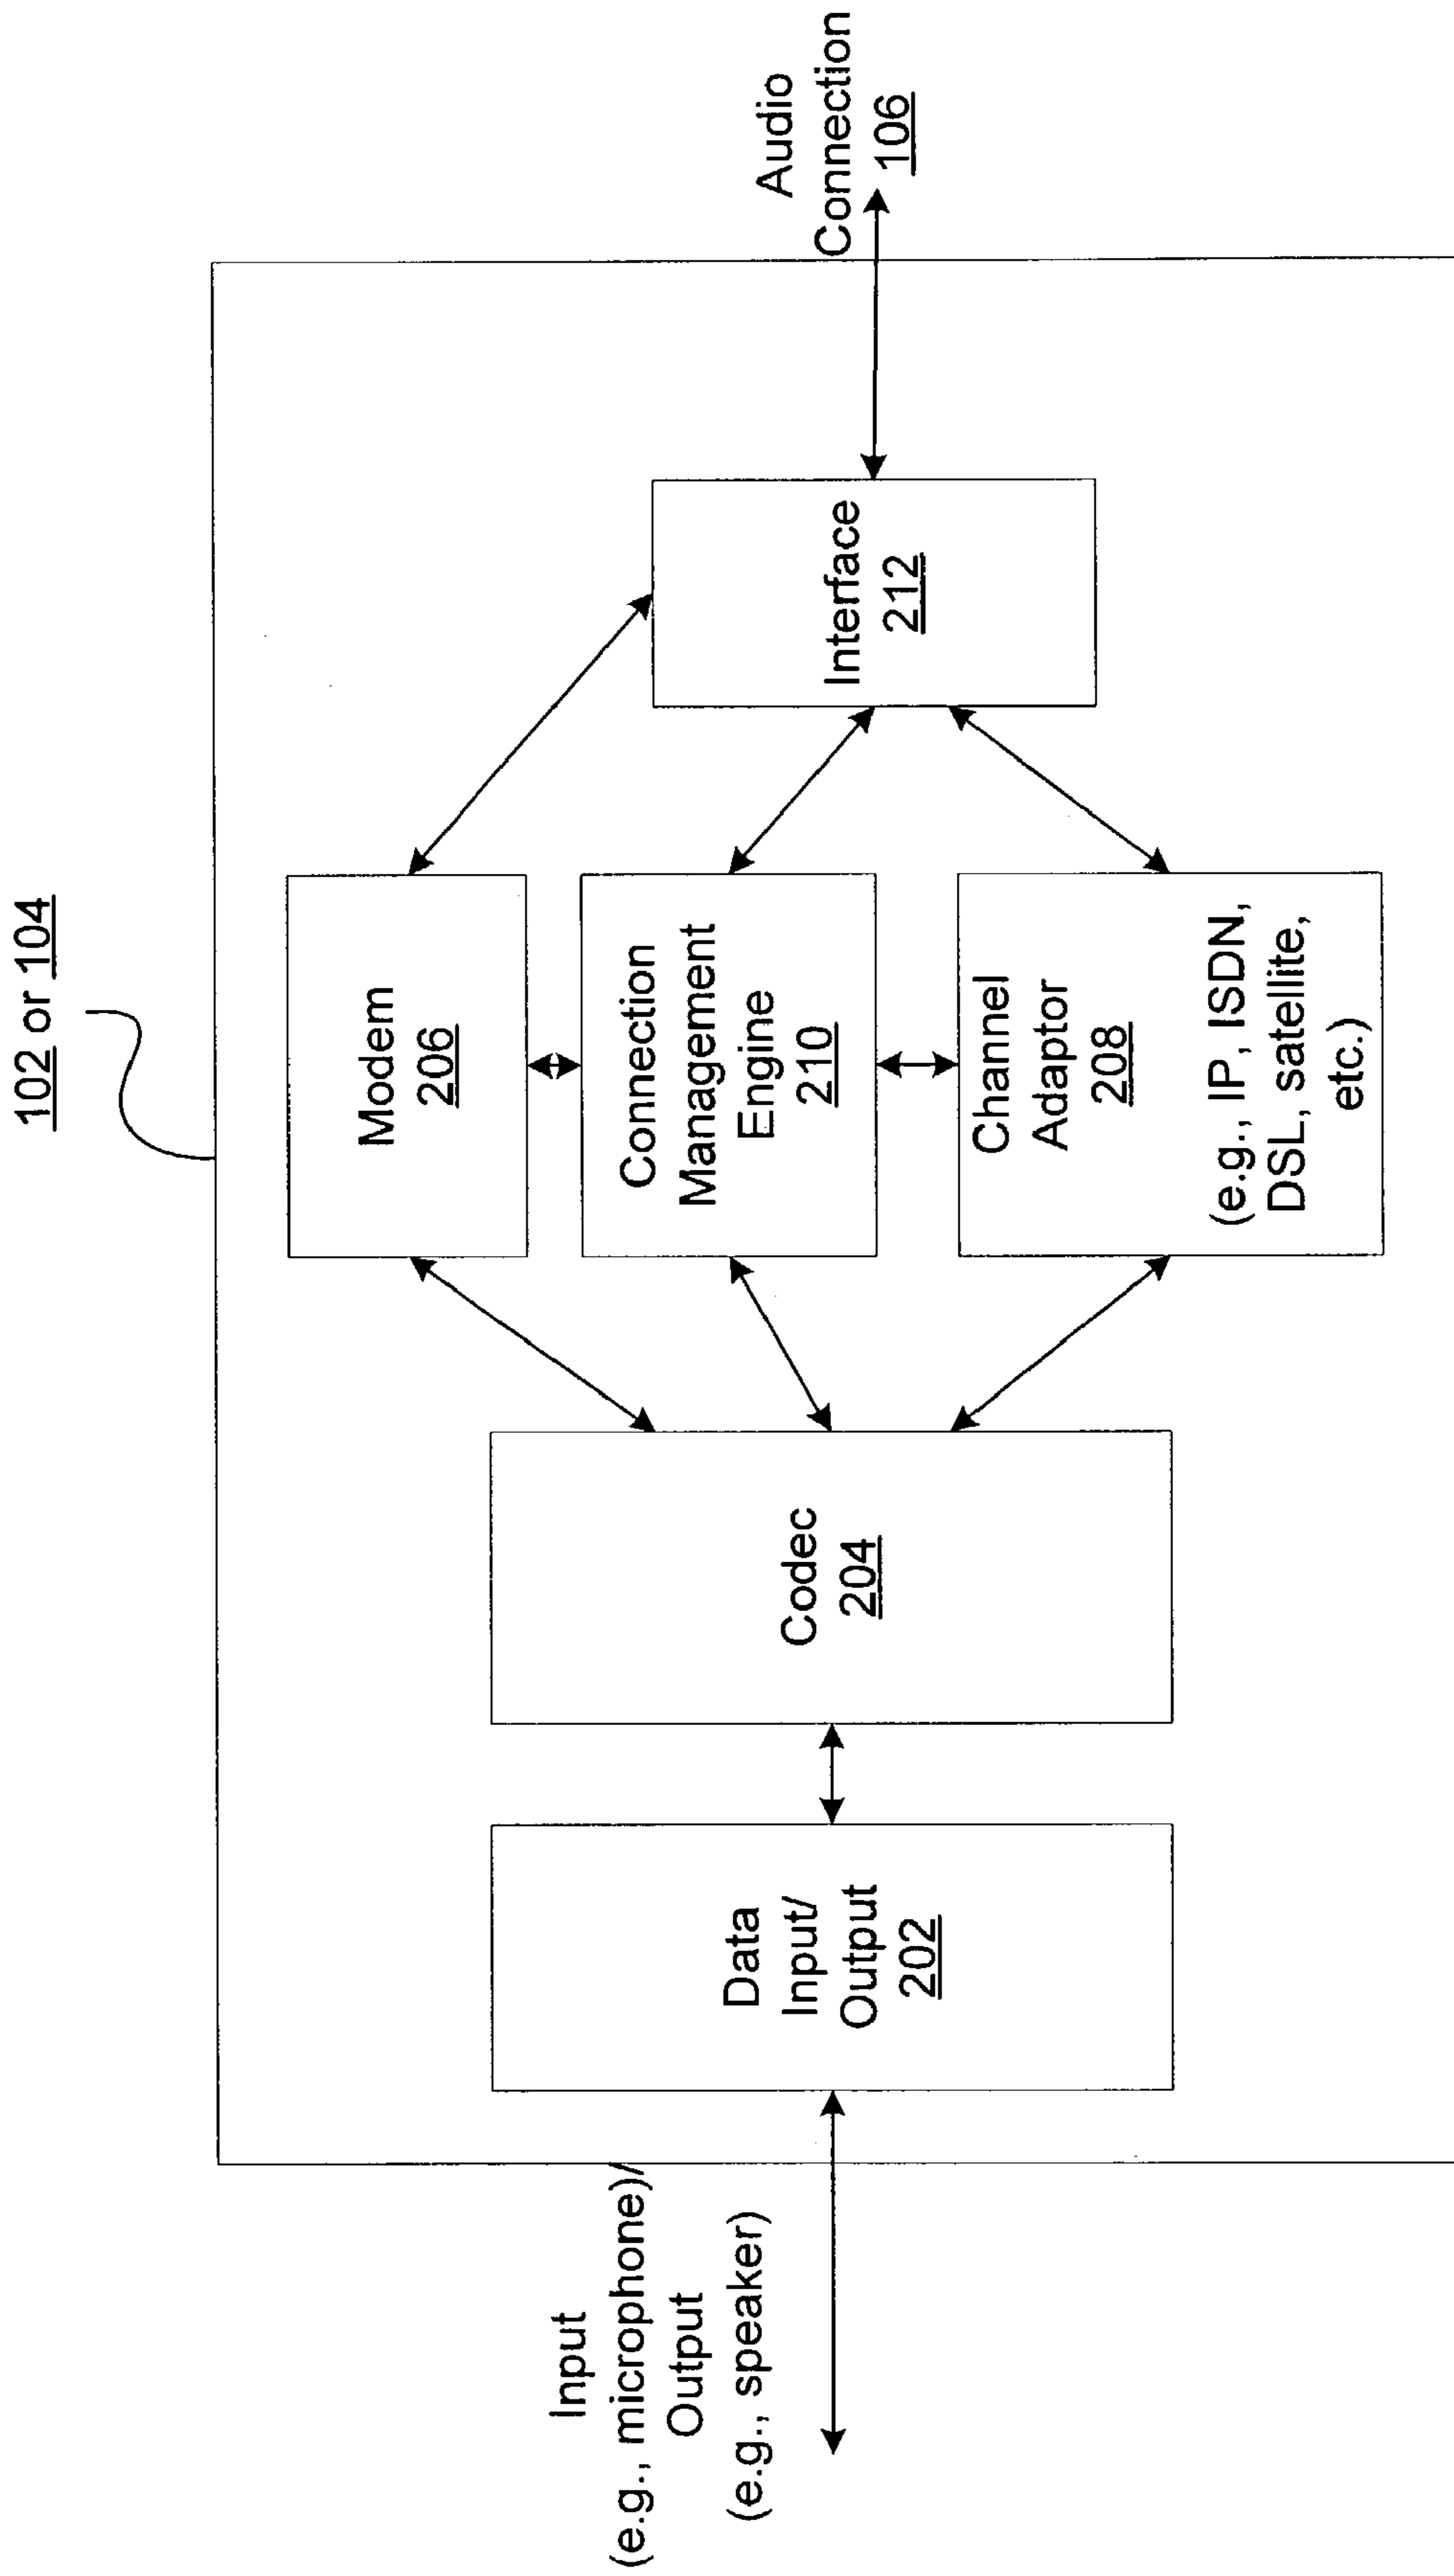 102 or 104
Input
(e.g., microphone)/
Output
(e.g., speaker)
Data
Input/
Output
202
Codec
204
Modem
206
Connection
Management
Engine
210
Channel
Adaptor
208
(e.g., IP, ISDN,
DSL, satellite,
etc.)
Interface
212
Audio
Connection
106